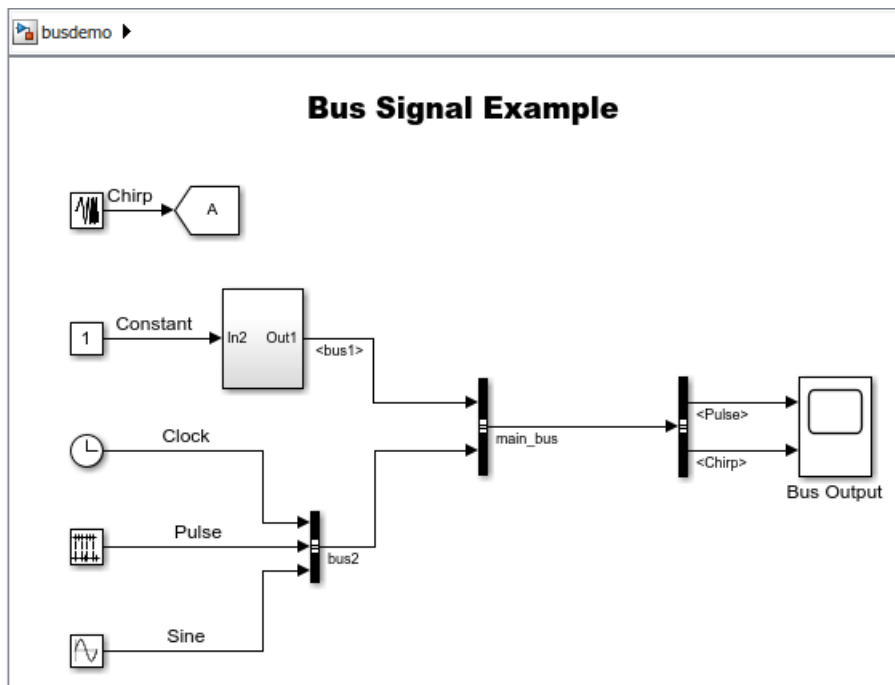 busdemo
Bus Signal Example
Chirp
A
Constant
1
In2 Out1
<bus1>
Clock
main_bus
<Pulse>
<Chirp>
Bus Output
Pulse
bus2
Sine